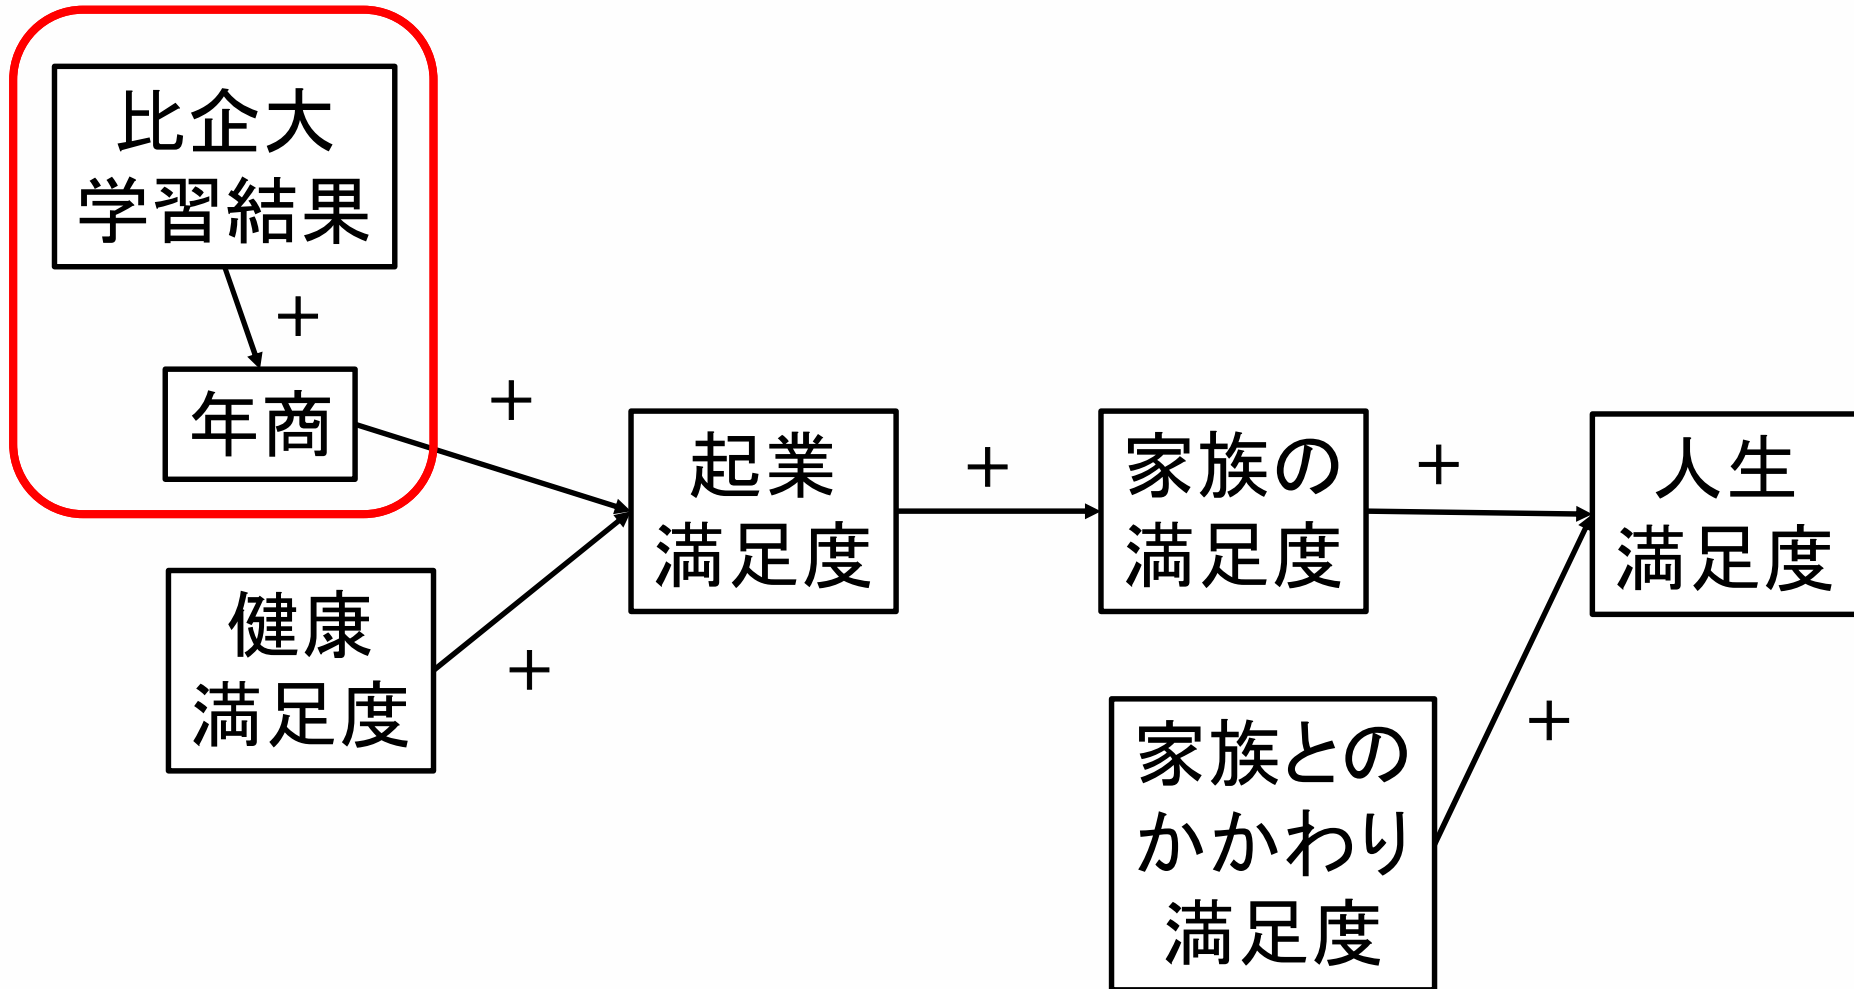 比企大
学習結果
+
年商
+
健康
満足度
+
起業
満足度
+
家族の
満足度
+
人生
満足度
家族との
かかわり
満足度
+